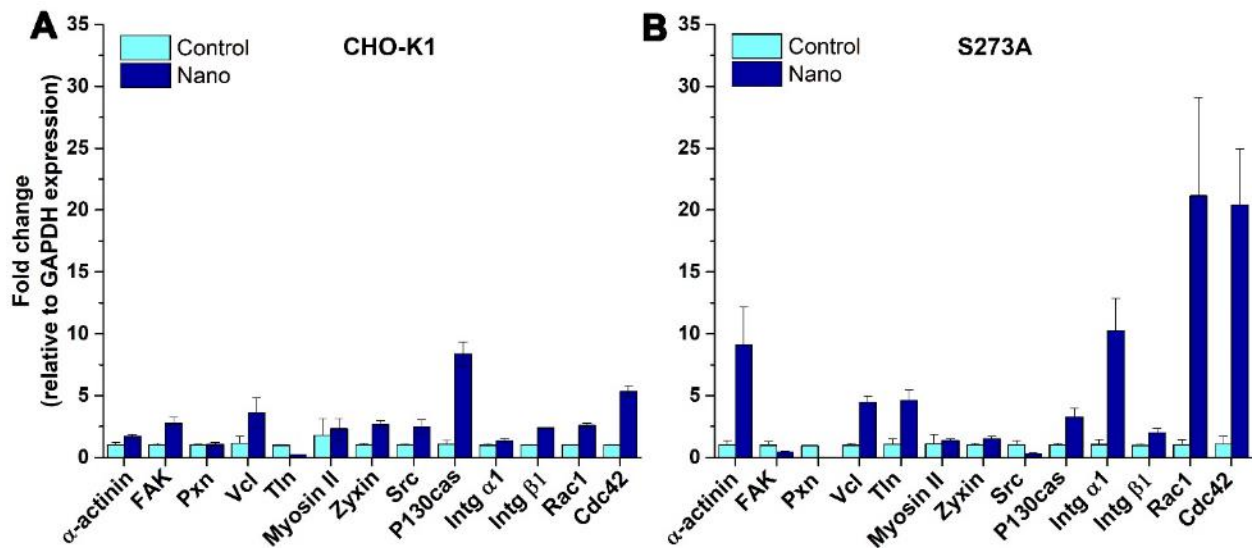 A
Control
Nano
CHO-K1
Fold change
(relative to GAPDH expression)
35
30
25
20
15
10
5
0
α-actinin
FAK
Pxn
Vcl
Tln
Myosin II
Zyxin
Src
P130cas
Intg α1
Intg β1
Rac1
Cdc42
B
Control
Nano
S273A
35
30
25
20
15
10
5
0
α-actinin
FAK
Pxn
Vcl
Tln
Myosin II
Zyxin
Src
P130cas
Intg α1
Intg β1
Rac1
Cdc42